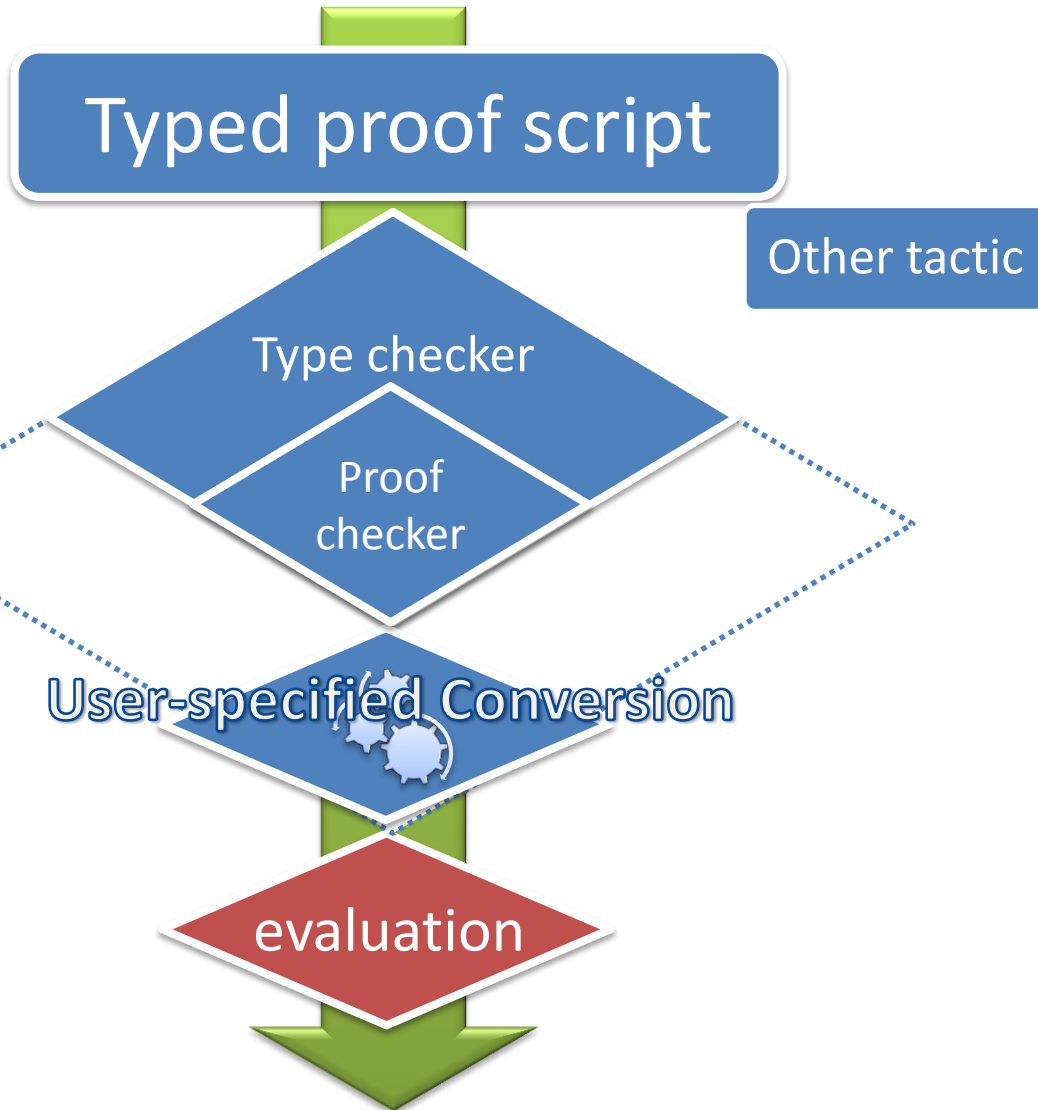 Typed proof script
Other tactic
Type checker
Proof
checker
User-specified Conversion
evaluation